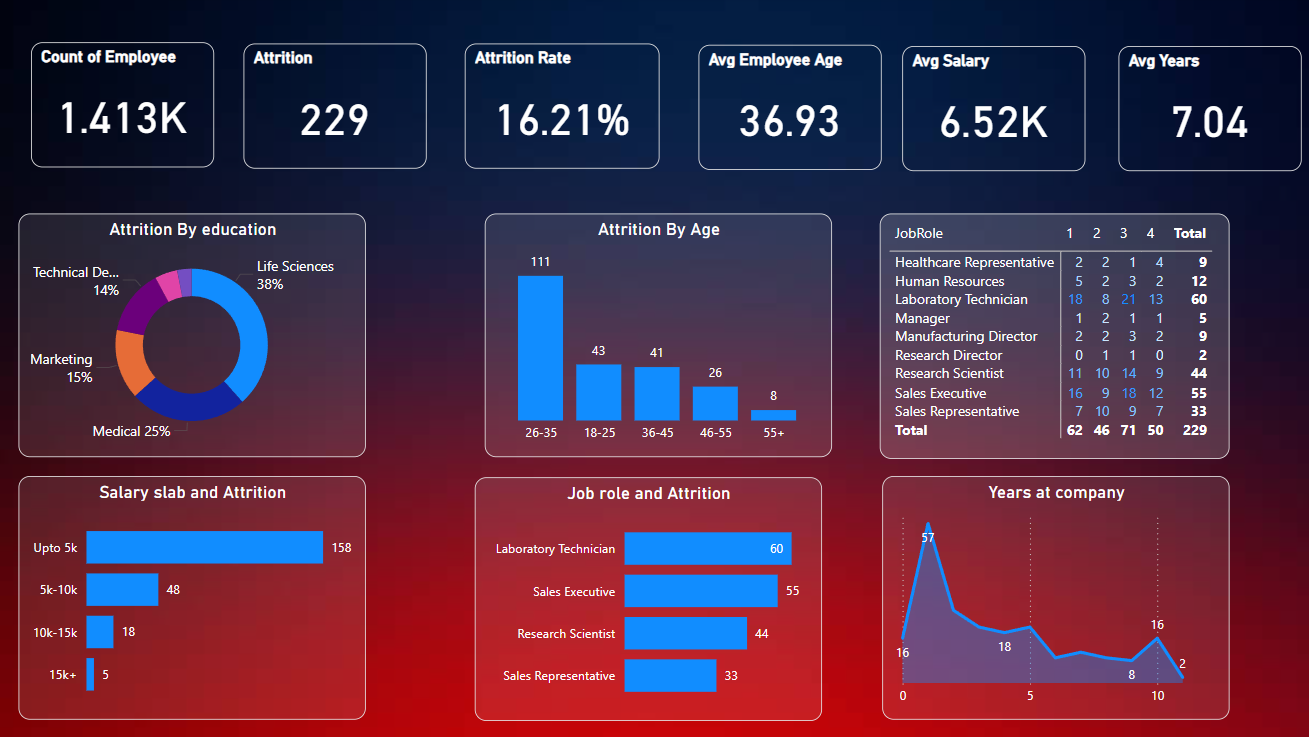 Count of Employee
1.413K
Attrition
229
Attrition Rate
16.21%
Avg Employee Age
36.93
Avg Salary
6.52K
Avg Years
7.04
Attrition By education
Life Sciences
38%
Technical De...
14%
Marketing
15%
Medical 25%
Attrition By Age
111
43
41
26
8
26-35 18-25 36-45 46-55 55+
JobRole 1 2 3 4 Total
Healthcare Representative 2 2 1 4 9
Human Resources 5 2 3 2 12
Laboratory Technician 18 8 21 13 60
Manager 1 2 1 1 5
Manufacturing Director 2 2 3 2 9
Research Director 0 1 1 0 2
Research Scientist 11 10 14 9 44
Sales Executive 16 9 18 12 55
Sales Representative 7 10 9 7 33
Total 62 46 71 50 229
Salary slab and Attrition
Upto 5k 158
5k-10k 48
10k-15k 18
15k+ 5
Job role and Attrition
Laboratory Technician 60
Sales Executive 55
Research Scientist 44
Sales Representative 33
Years at company
57
16
18
8
16
2
0 5 10